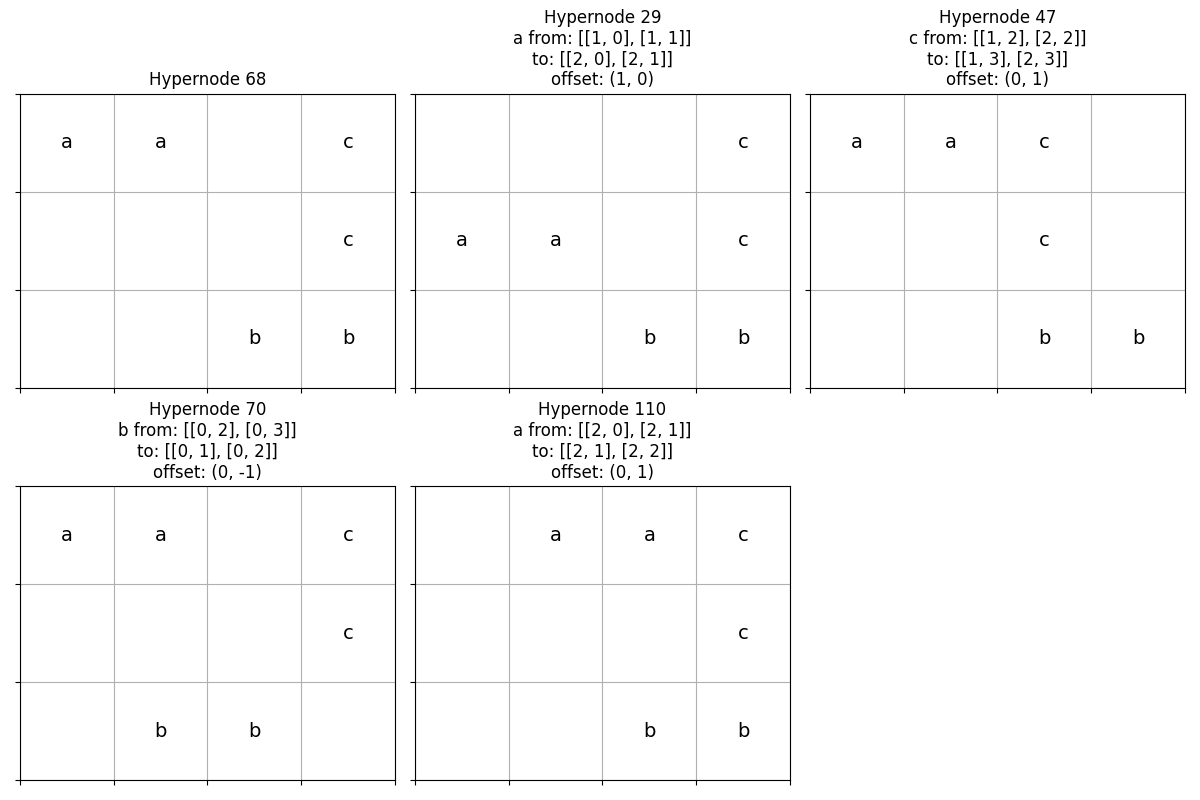 Hypernode 68
a a c
c
b b
Hypernode 29
a from: [[1, 0], [1, 1]]
to: [[2, 0], [2, 1]]
offset: (1, 0)
c
a a c
b b
Hypernode 47
c from: [[1, 2], [2, 2]]
to: [[1, 3], [2, 3]]
offset: (0, 1)
a a c
c
b b
Hypernode 70
b from: [[0, 2], [0, 3]]
to: [[0, 1], [0, 2]]
offset: (0, -1)
a a c
c
b b
Hypernode 110
a from: [[2, 0], [2, 1]]
to: [[2, 1], [2, 2]]
offset: (0, 1)
a a c
c
b b